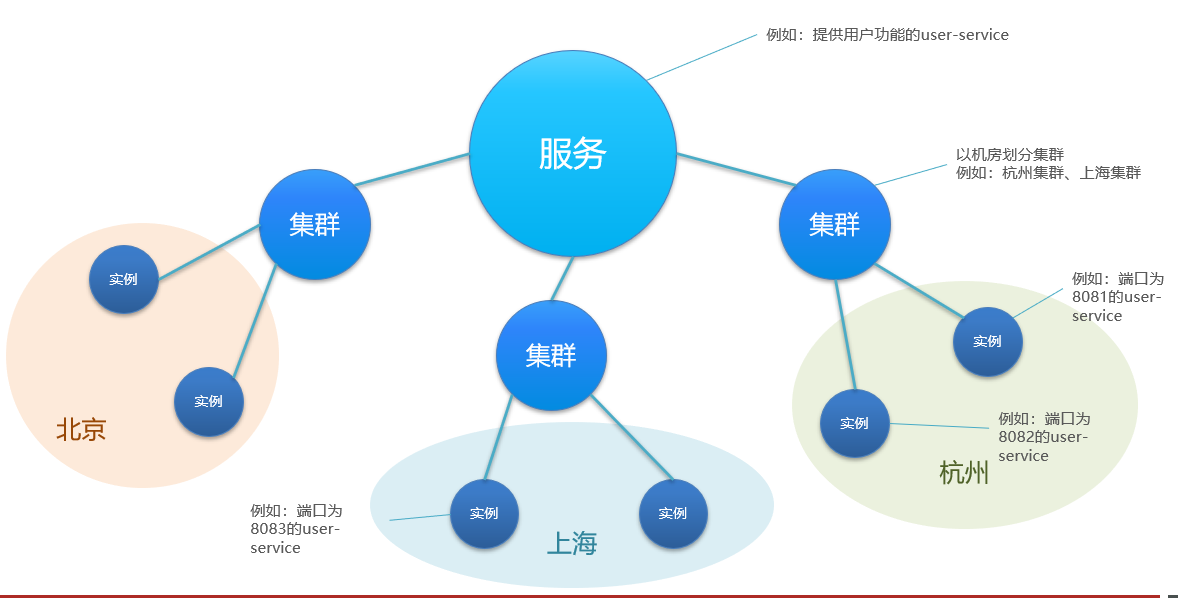 例如：提供用户功能的user-service
服务
以机房划分集群
例如：杭州集群、上海集群
集群
集群
实例
例如：端口为
8081的user-
service
实例
集群
实例
实例
例如：端口为
8082的user-
service
北京
实例
杭州
例如：端口为
8083的user-
service
实例
实例
上海